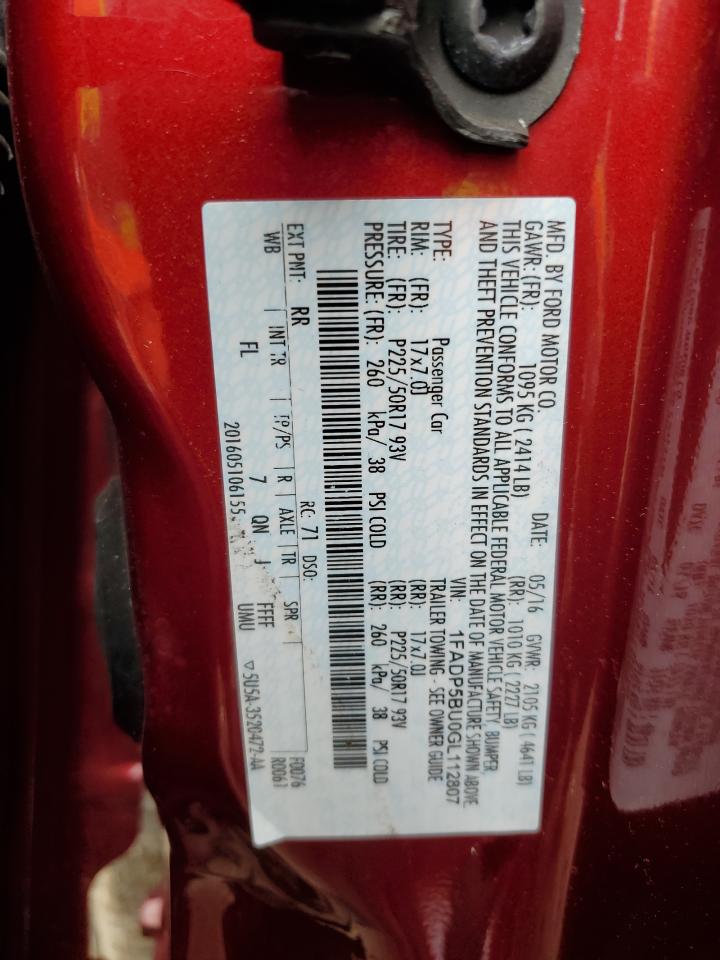 MFD. BY FORD MOTOR CO.
DATE: 05/16 GVWR: 2105 KG ( 4641 LB)
GAWR: (FR): 1095 KG ( 2414 LB) (RR): 1010 KG ( 2227 LB)
THIS VEHICLE CONFORMS TO ALL APPLICABLE FEDERAL MOTOR VEHICLE SAFETY, BUMPER,
AND THEFT PREVENTION STANDARDS IN EFFECT ON THE DATE OF MANUFACTURE SHOWN ABOVE
VIN: 1FADP5BU0GL112807
TYPE: Passenger Car TRAILER TOWING - SEE OWNER GUIDE
RIM: (FR): 17x7.0J (RR): 17x7.0J
TIRE: (FR): P225/50R17 93V (RR): P225/50R17 93V
PRESSURE: (FR): 260 kPa/ 38 PSI COLD (RR): 260 kPa/ 38 PSI COLD
EXT PNT: RR RC: 71 DSO: F0076
WB INT TR TP/PS R AXLE TR SPR R0061
FL 7 QN J FFFF
201605106155 UMU ▽5U5A-3520472-AA